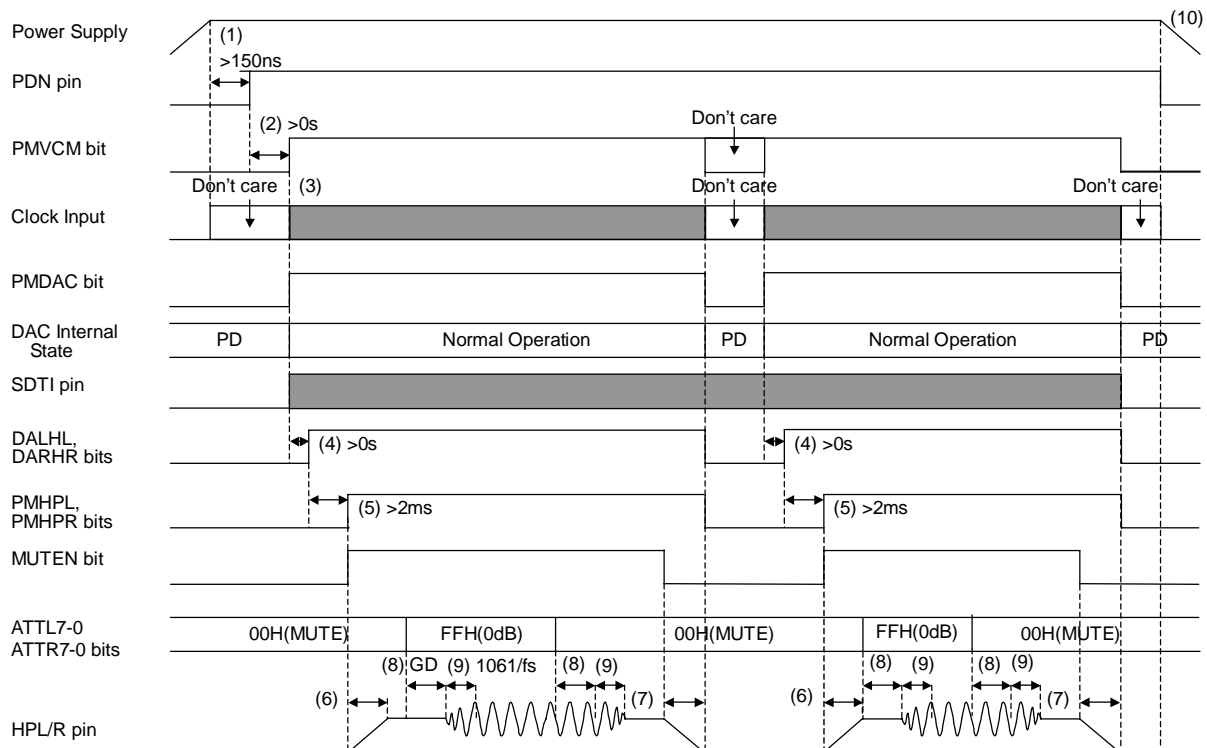 Power Supply
(1)
(10)
>150ns
PDN pin
(2) >0s
Don't care
PMVCM bit
Don't care
(3)
Don't care
Don't care
Clock Input
PMDAC bit
DAC Internal
State
PD
Normal Operation
PD
Normal Operation
PD
SDTI pin
DALHL,
DARHR bits
(4) >0s
(4) >0s
PMHPL,
PMHPR bits
(5) >2ms
(5) >2ms
MUTEN bit
ATTL7-0
ATTR7-0 bits
00H(MUTE)
FFH(0dB)
00H(MUTE)
FFH(0dB)
00H(MUTE)
(8) GD
(9) 1061/fs
(8)
(9)
(8)
(9)
(8)
(9)
(6)
(7)
(6)
(7)
HPL/R pin